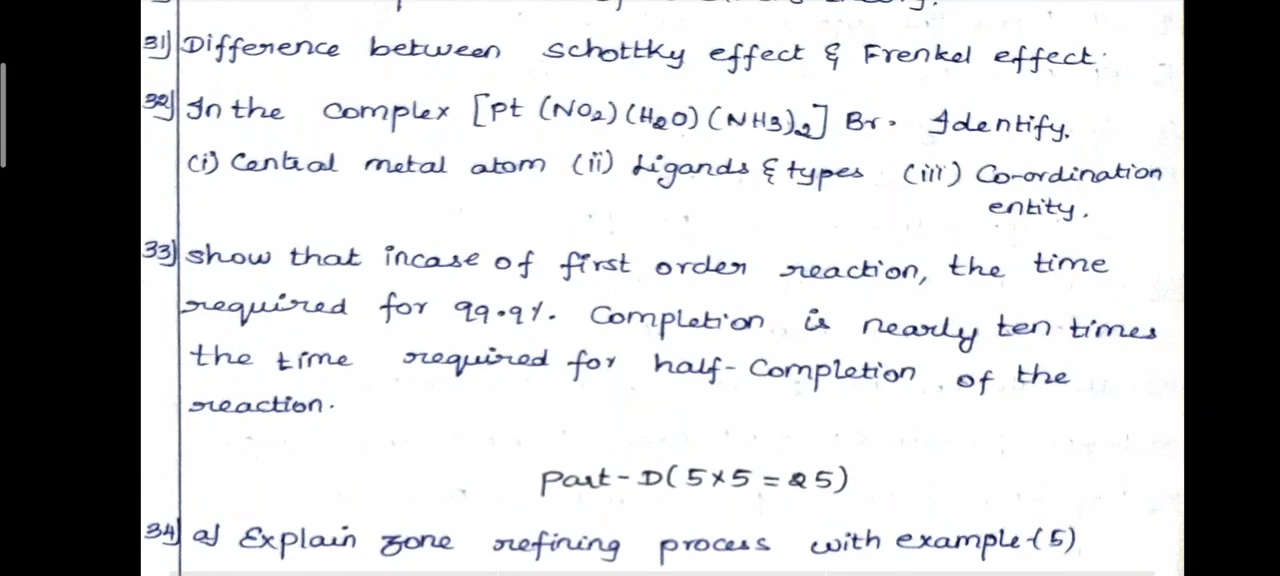 31) Difference between schottky effect & Frenkel effect.
32) In the complex [pt (NO2) (H2O) (NH3)2] Br. Identify.
(i) Central metal atom (ii) Ligands & types (iii) Co-ordination
entity.
33) show that incase of first order reaction, the time
required for 99.9%. Completion is nearly ten times
the time required for half-Completion of the
reaction.
Part-D (5×5=25)
34) a) Explain zone refining process with example-(5)